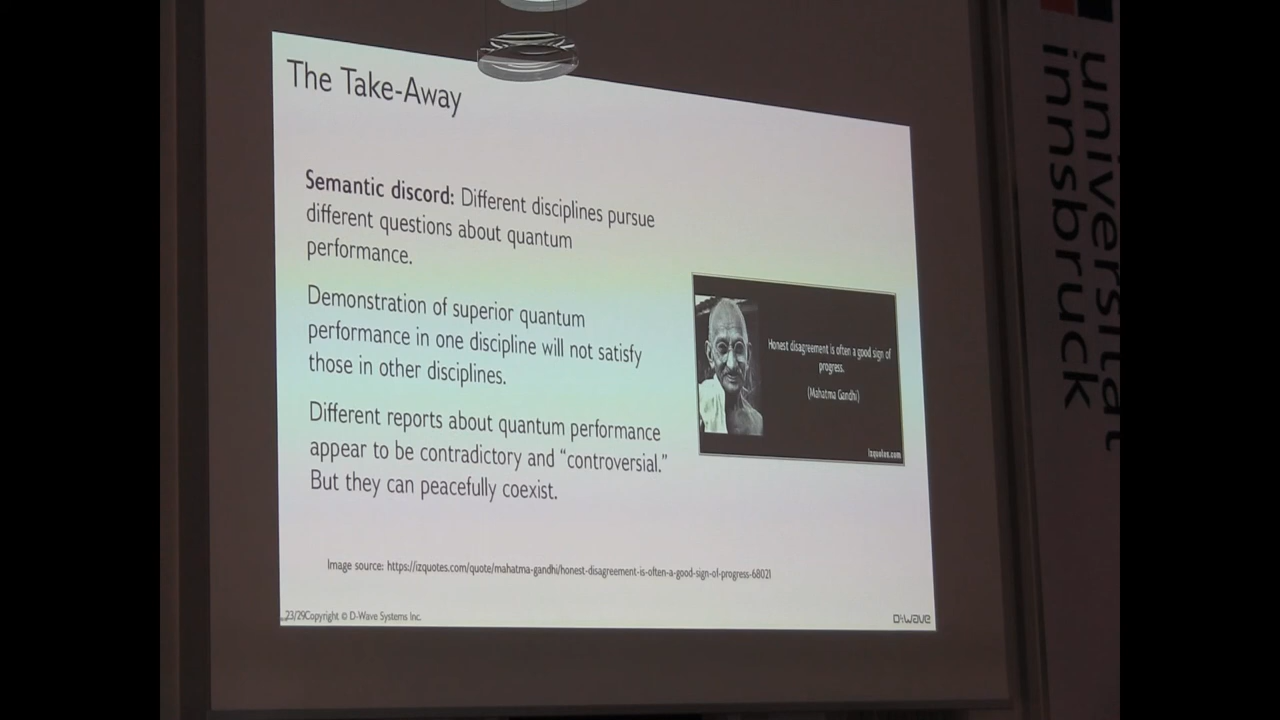 The Take-Away
Semantic discord: Different disciplines pursue
different questions about quantum
performance.
Demonstration of superior quantum
performance in one discipline will not satisfy
those in other disciplines.
Different reports about quantum performance
appear to be contradictory and “controversial.”
But they can peacefully coexist.
Honest disagreement is often a good sign of
progress.
(Mahatma Gandhi)
izquotes.com
Image source: https://izquotes.com/quote/mahatma-gandhi/honest-disagreement-is-often-a-good-sign-of-progress-68021
23/29Copyright © D-Wave Systems Inc.
D:WAVE
universität
innsbruck